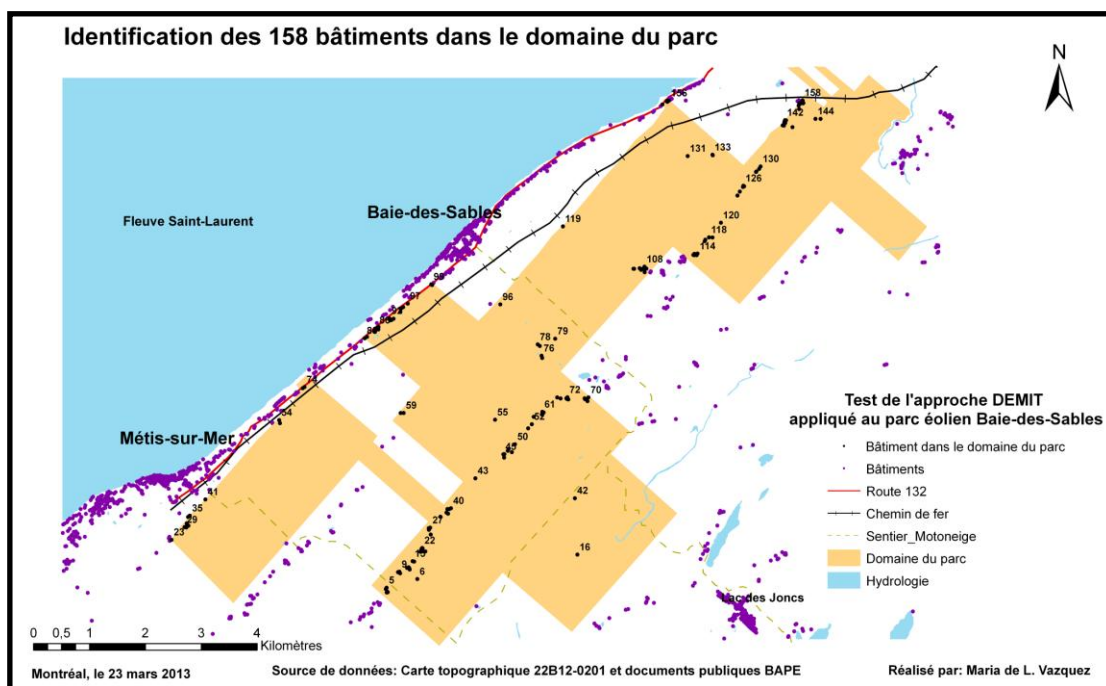 Identification des 158 bâtiments dans le domaine du parc
N
158
142
144
131
133
130
126
119
120
118
114
108
Baie-des-Sables
Fleuve Saint-Laurent
95
97
96
79
78
76
74
72
70
61
59
55
54
50
Métis-sur-Mer
43
42
41
40
35
29
27
23
22
16
9
6
5
Lac des Joncs
Test de l'approche DEMIT
appliqué au parc éolien Baie-des-Sables
Bâtiment dans le domaine du parc
Bâtiments
Route 132
Chemin de fer
Sentier_Motoneige
Domaine du parc
Hydrologie
0 0,5 1 2 3 4
Kilomètres
Montréal, le 23 mars 2013
Source de données: Carte topographique 22B12-0201 et documents publiques BAPE
Réalisé par: Maria de L. Vazquez